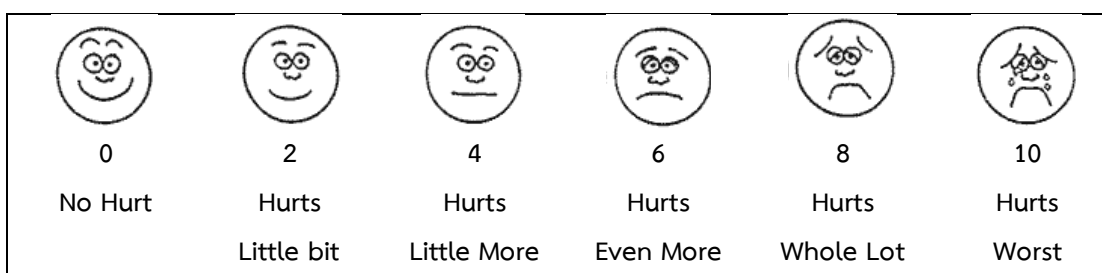 0 2 4 6 8 10
No Hurt Hurts Hurts Hurts Hurts Hurts
Little bit Little More Even More Whole Lot Worst